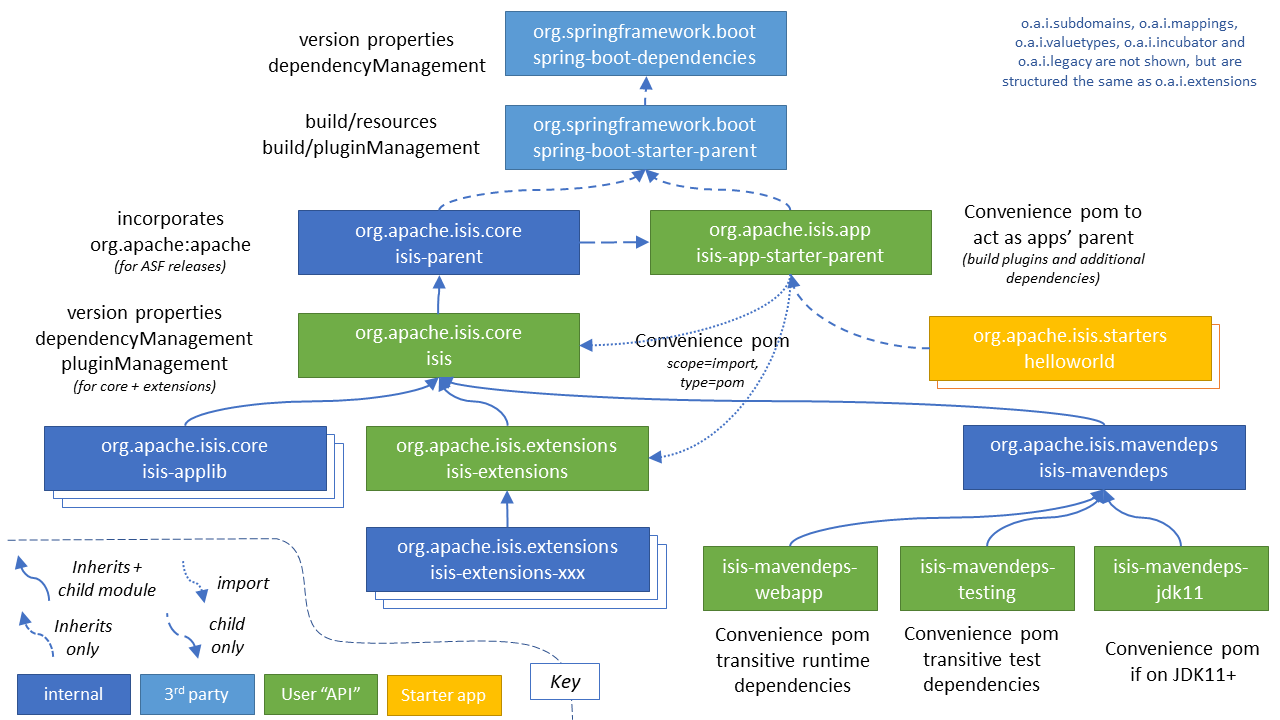 version properties
dependencyManagement
org.springframework.boot
spring-boot-dependencies
o.a.i.subdomains, o.a.i.mappings,
o.a.i.valuetypes, o.a.i.incubator and
o.a.i.legacy are not shown, but are
structured the same as o.a.i.extensions
build/resources
build/pluginManagement
org.springframework.boot
spring-boot-starter-parent
incorporates
org.apache:apache
(for ASF releases)
org.apache.isis.core
isis-parent
org.apache.isis.app
isis-app-starter-parent
Convenience pom to
act as apps’ parent
(build plugins and additional
dependencies)
version properties
dependencyManagement
pluginManagement
(for core + extensions)
org.apache.isis.core
isis
Convenience pom
scope=import,
type=pom
org.apache.isis.starters
helloworld
org.apache.isis.core
isis-applib
org.apache.isis.extensions
isis-extensions
org.apache.isis.mavendeps
isis-mavendeps
org.apache.isis.extensions
isis-extensions-xxx
isis-mavendeps-
webapp
isis-mavendeps-
testing
isis-mavendeps-
jdk11
Convenience pom
transitive runtime
dependencies
Convenience pom
transitive test
dependencies
Convenience pom
if on JDK11+
Inherits +
child module
import
Inherits
only
child
only
internal
3rd party
User “API”
Starter app
Key